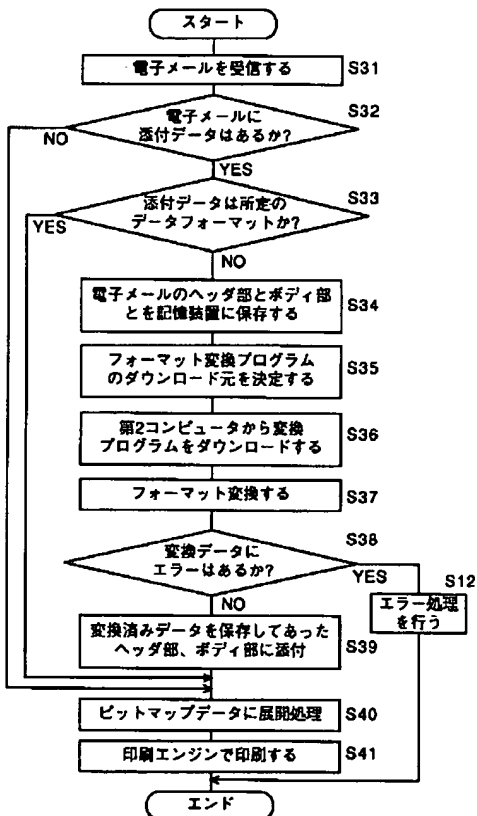 スタート
電子メールを受信する S31
電子メールに
添付データはあるか?
S32
NO
YES
添付データは所定の
データフォーマットか?
S33
YES
NO
電子メールのヘッダ部とボディ部
とを記憶装置に保存する
S34
フォーマット変換プログラム
のダウンロード元を決定する
S35
第2コンピュータから変換
プログラムをダウンロードする
S36
フォーマット変換する S37
変換データに
エラーはあるか?
S38
YES
NO
S12
エラー処理
を行う
変換済みデータを保存してあった
ヘッダ部、ボディ部に添付
S39
ビットマップデータに展開処理 S40
印刷エンジンで印刷する S41
エンド